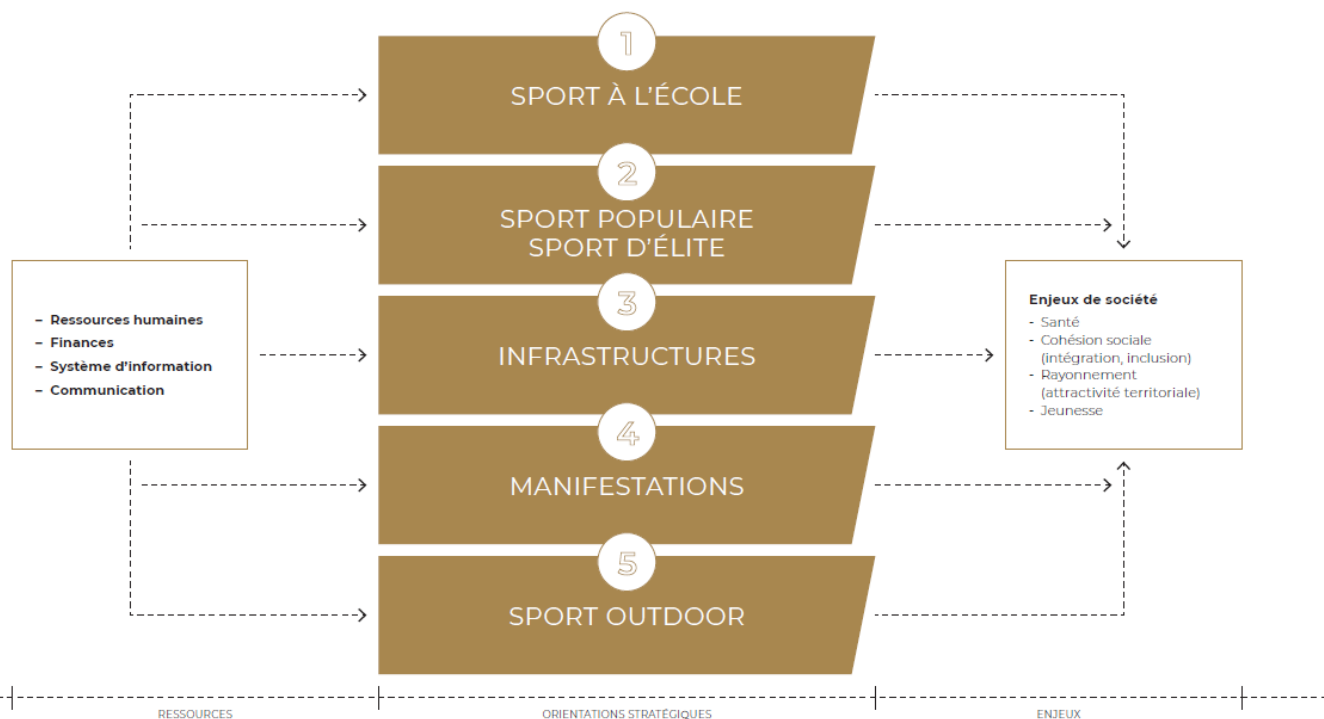 1
SPORT À L'ÉCOLE
2
SPORT POPULAIRE
SPORT D'ÉLITE
3
INFRASTRUCTURES
4
MANIFESTATIONS
5
SPORT OUTDOOR
– Ressources humaines
– Finances
– Système d'information
– Communication
Enjeux de société
- Santé
- Cohésion sociale
(intégration, inclusion)
- Rayonnement
(attractivité territoriale)
- Jeunesse
RESSOURCES
ORIENTATIONS STRATÉGIQUES
ENJEUX